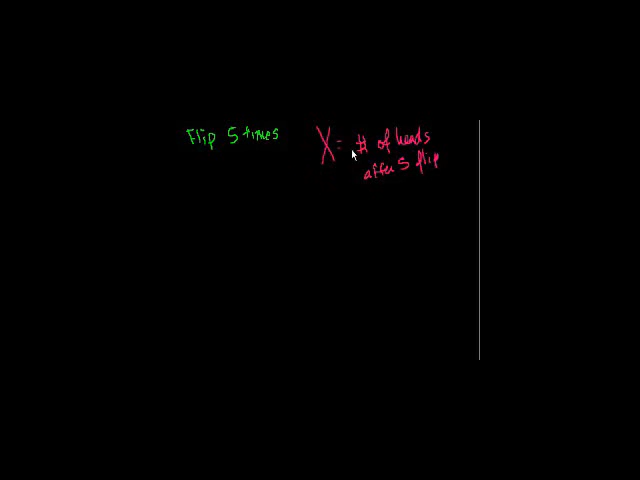 Flip 5 times
X = # of heads
after 5 flip